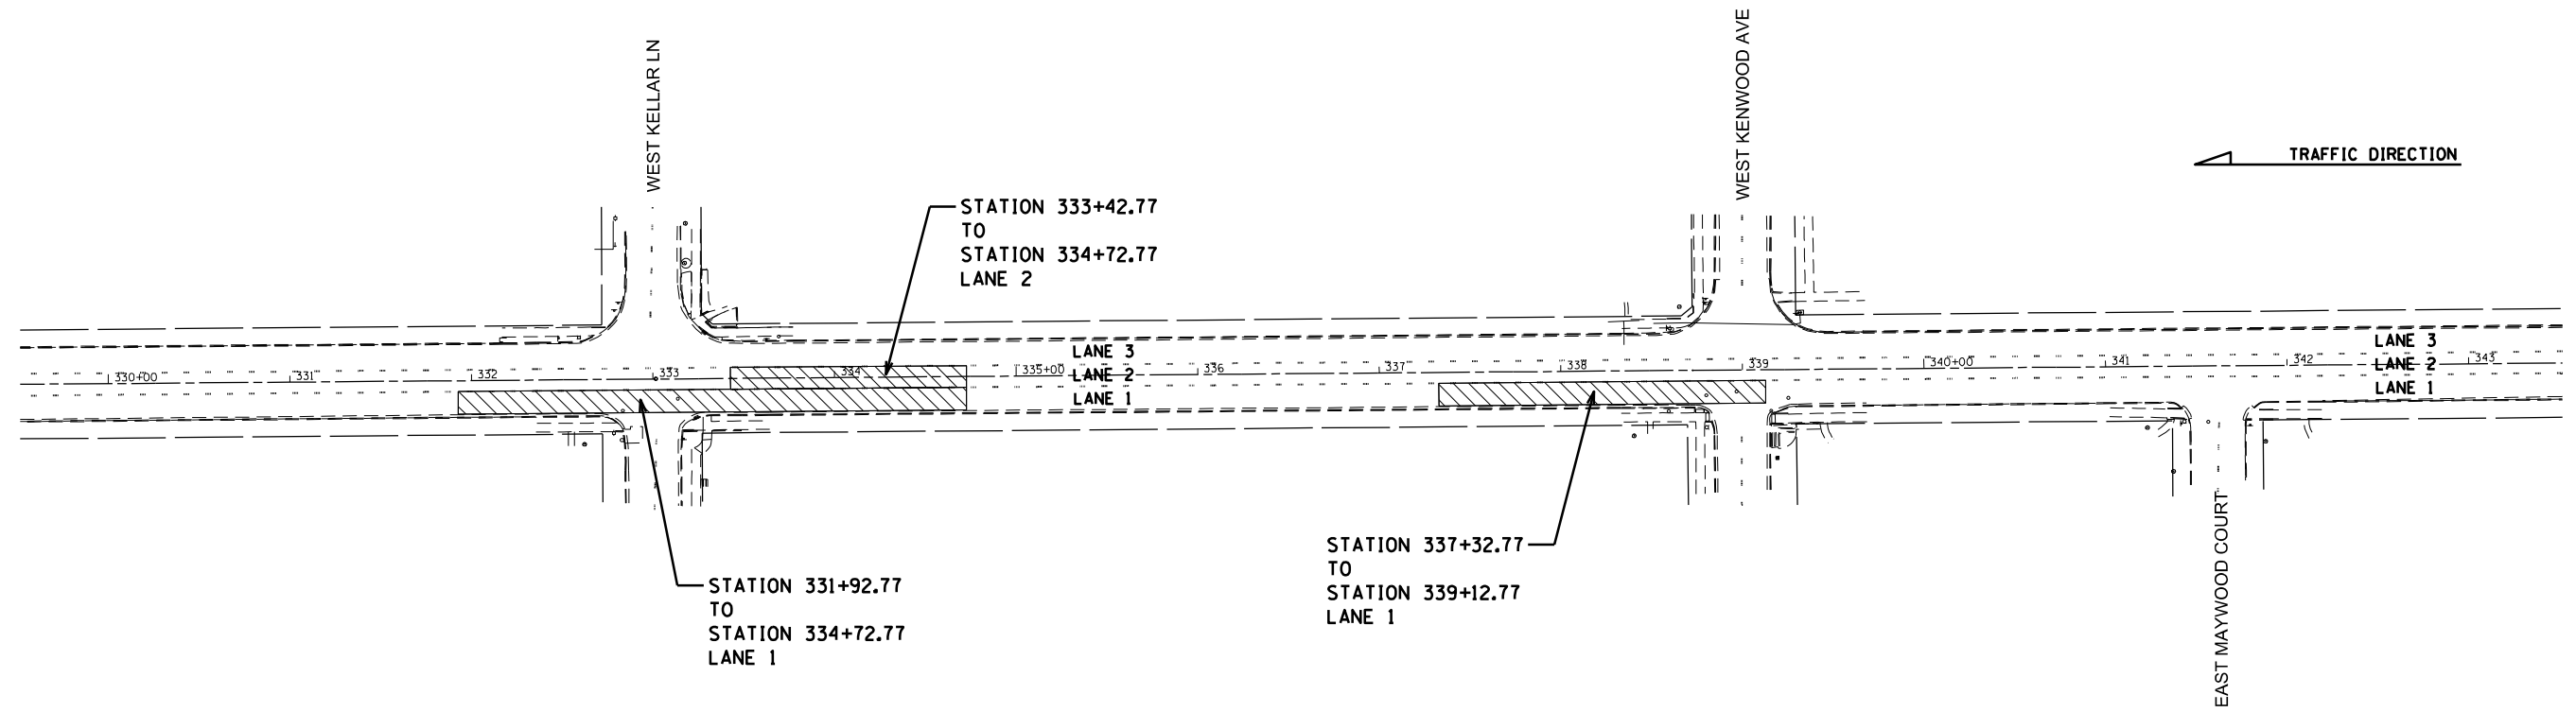 WEST KELLAR LN
WEST KENWOOD AVE
TRAFFIC DIRECTION
STATION 333+42.77
TO
STATION 334+72.77
LANE 2
LANE 3
LANE 2
LANE 1
LANE 3
LANE 2
LANE 1
330+00
331
332
333
334
335+00
336
337
338
339
340+00
341
342
343
STATION 331+92.77
TO
STATION 334+72.77
LANE 1
STATION 337+32.77
TO
STATION 339+12.77
LANE 1
EAST MAYWOOD COURT